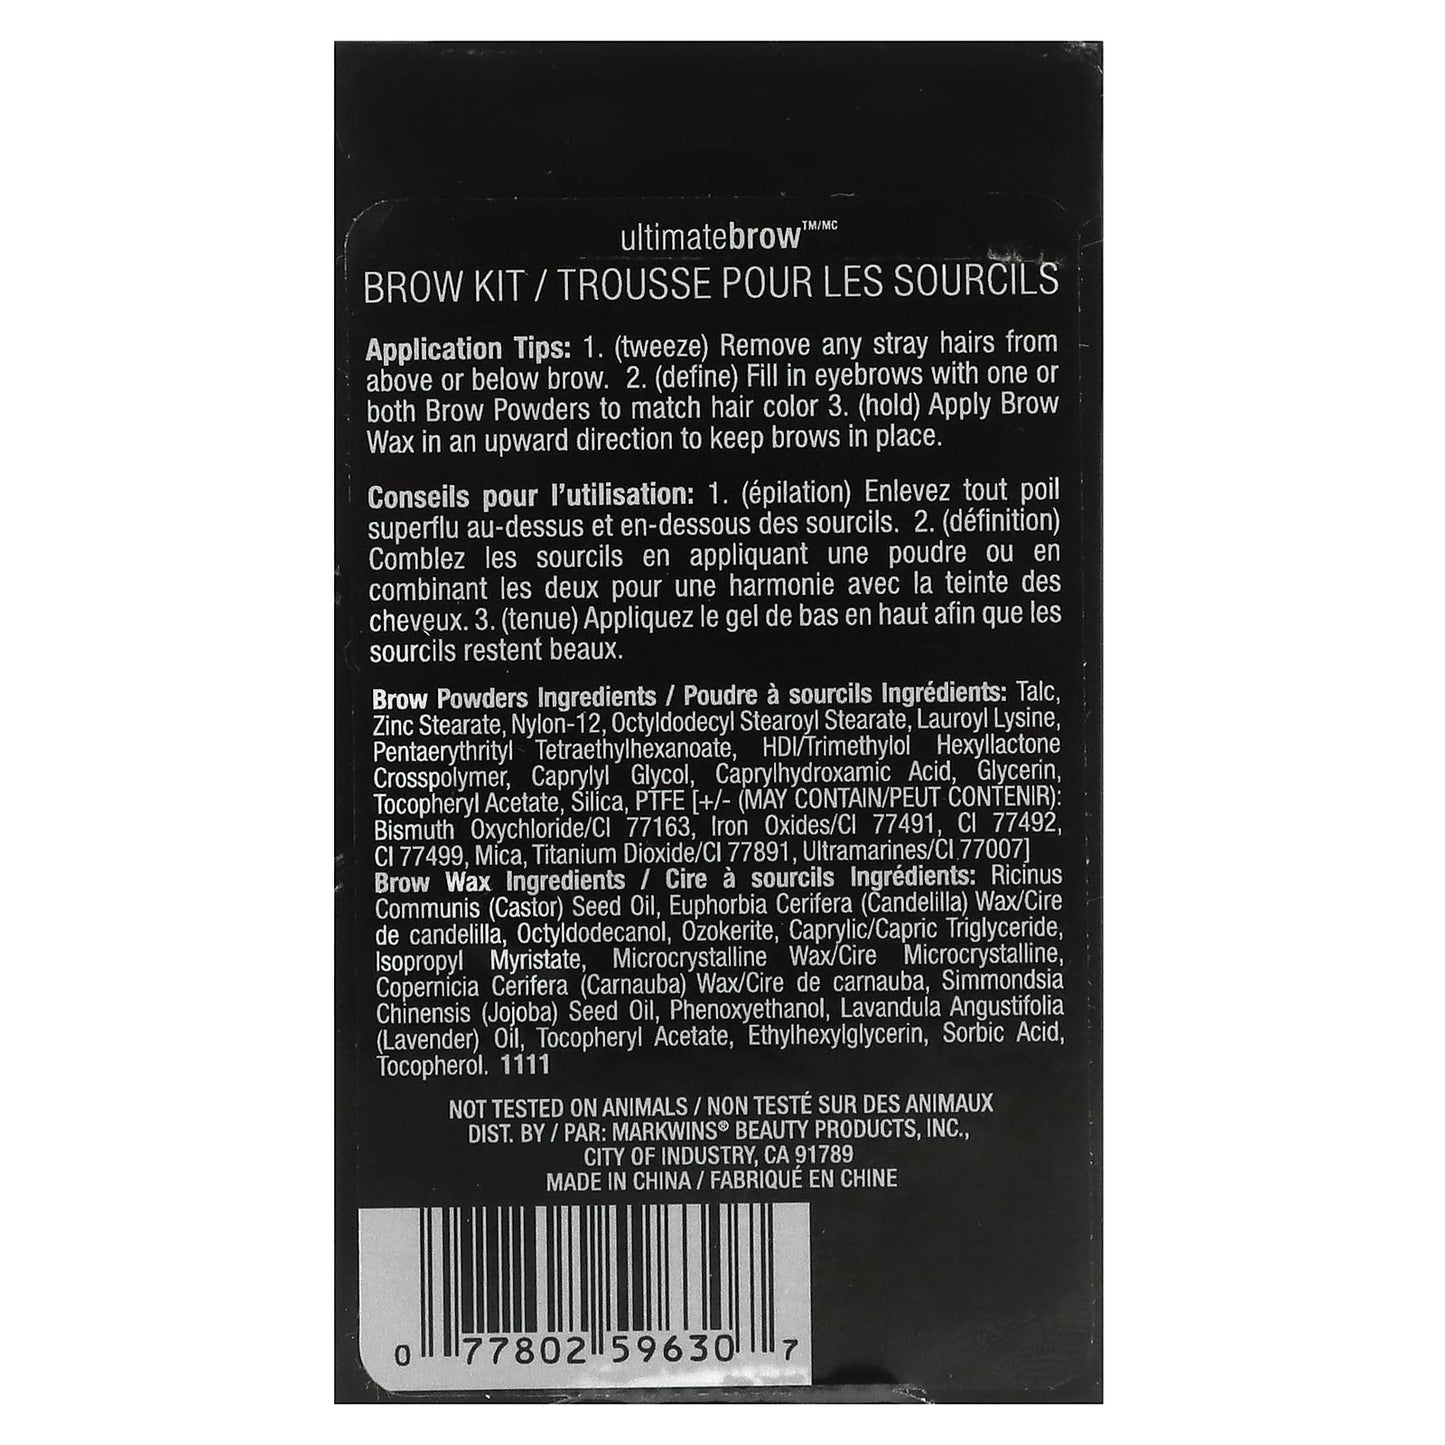 ultimatebrow™/MC
BROW KIT / TROUSSE POUR LES SOURCILS
Application Tips: 1. (tweeze) Remove any stray hairs from
above or below brow. 2. (define) Fill in eyebrows with one or
both Brow Powders to match hair color 3. (hold) Apply Brow
Wax in an upward direction to keep brows in place.
Conseils pour l'utilisation: 1. (épilation) Enlevez tout poil
superflu au-dessus et en-dessous des sourcils. 2. (définition)
Comblez les sourcils en appliquant une poudre ou en
combinant les deux pour une harmonie avec la teinte des
cheveux. 3. (tenue) Appliquez le gel de bas en haut afin que les
sourcils restent beaux.
Brow Powders Ingredients / Poudre à sourcils Ingrédients: Talc,
Zinc Stearate, Nylon-12, Octyldodecyl Stearoyl Stearate, Lauroyl Lysine,
Pentaerythrityl Tetraethylhexanoate, HDI/Trimethylol Hexyllactone
Crosspolymer, Caprylyl Glycol, Caprylhydroxamic Acid, Glycerin,
Tocopheryl Acetate, Silica, PTFE [+/- (MAY CONTAIN/PEUT CONTENIR):
Bismuth Oxychloride/CI 77163, Iron Oxides/CI 77491, CI 77492,
CI 77499, Mica, Titanium Dioxide/CI 77891, Ultramarines/CI 77007]
Brow Wax Ingredients / Cire à sourcils Ingrédients: Ricinus
Communis (Castor) Seed Oil, Euphorbia Cerifera (Candelilla) Wax/Cire
de candelilla, Octyldodecanol, Ozokerite, Caprylic/Capric Triglyceride,
Isopropyl Myristate, Microcrystalline Wax/Cire Microcrystalline,
Copernicia Cerifera (Carnauba) Wax/Cire de carnauba, Simmondsia
Chinensis (Jojoba) Seed Oil, Phenoxyethanol, Lavandula Angustifolia
(Lavender) Oil, Tocopheryl Acetate, Ethylhexylglycerin, Sorbic Acid,
Tocopherol. 1111
NOT TESTED ON ANIMALS / NON TESTÉ SUR DES ANIMAUX
DIST. BY / PAR: MARKWINS® BEAUTY PRODUCTS, INC.,
CITY OF INDUSTRY, CA 91789
MADE IN CHINA / FABRIQUÉ EN CHINE
0 77802 59630 7